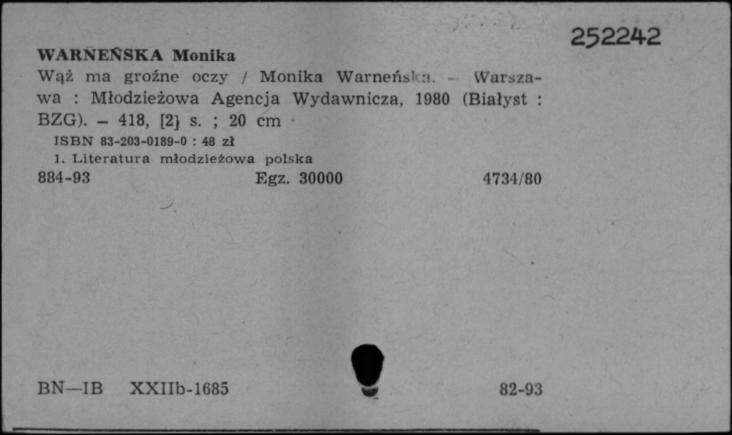 252242
WARNEŃSKA Monika
Wąż ma groźne oczy / Monika Warneńska. – Warsza-
wa : Młodzieżowa Agencja Wydawnicza, 1980 (Białyst :
BZG). – 418, [2] s. ; 20 cm
ISBN 83-203-0189-0 : 48 zł
1. Literatura młodzieżowa polska
884-93 Egz. 30000 4734/80
BN—IB XXIIb-1685 82-93